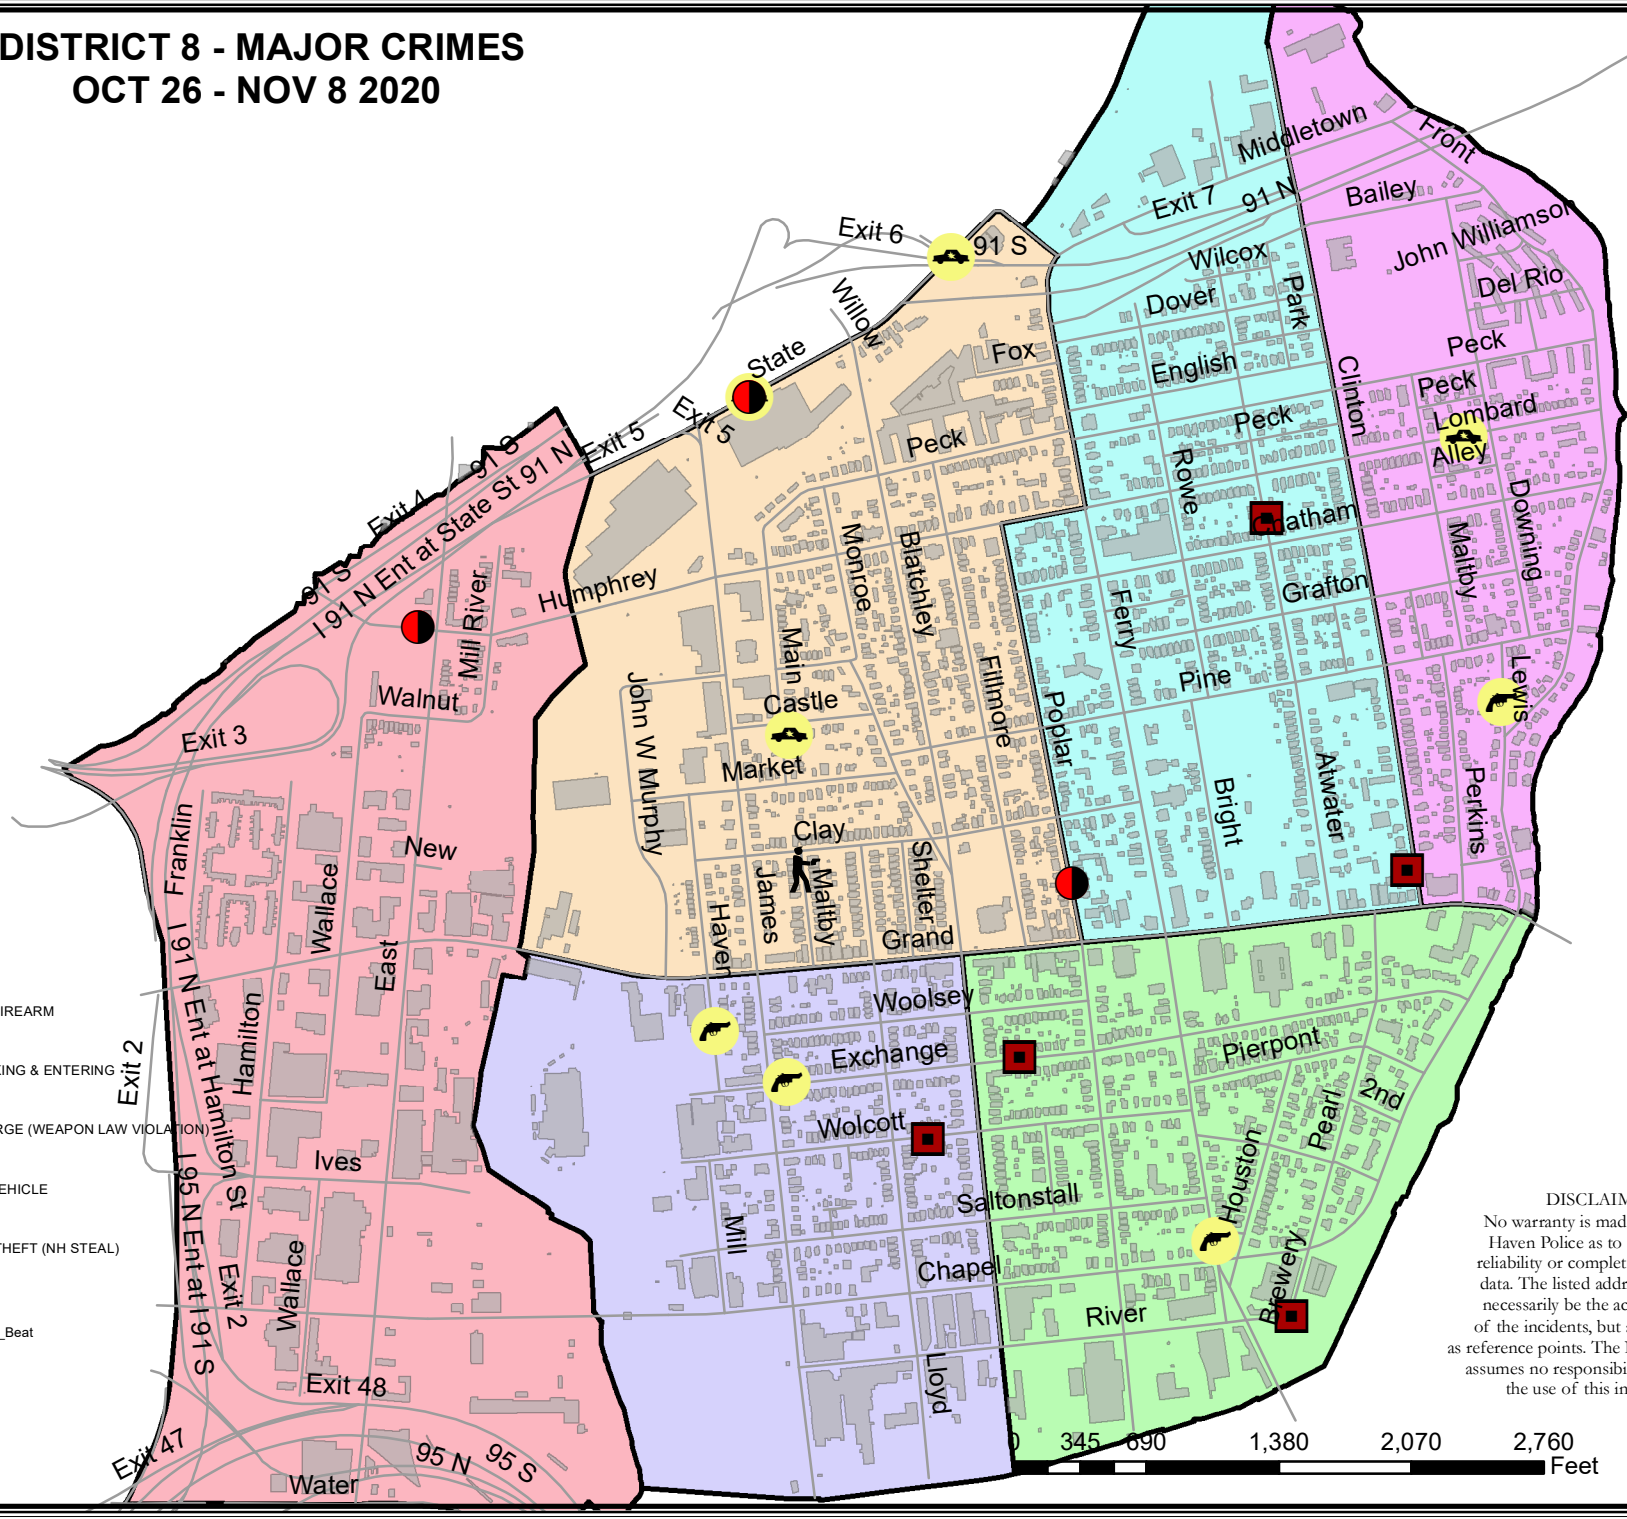 DISTRICT 8 - MAJOR CRIMES
OCT 26 - NOV 8 2020
Middletown
Front
Exit 7
91 N
Bailey
John Williamson
Exit 6
91 S
Wilcox
Del Rio
Willow
Dover
Park
State
Fox
English
Peck
Clinton
Peck
Exit 5
Exit 5
Peck
Peck
Lombard
Alley
91 S
I 91 N Ent at State St
91 N
Exit 4
Rowe
Downing
Chatham
Maltby
Monroe
Blatchley
91 S
Humphrey
Mill River
Ferry
Grafton
Main
Fillmore
Pine
Lewis
Walnut
John W Murphy
Castle
Poplar
Exit 3
Market
Atwater
Bright
Perkins
Franklin
New
Clay
Wallace
James
Maltby
Shelter
Haven
Grand
East
I 91 N Ent at Hamilton St
Hamilton
Woolsey
IREARM
Exit 2
KING & ENTERING
Exchange
Pierpont
2nd
Pearl
RGE (WEAPON LAW VIOLATION)
Wolcott
Houston
Ives
EHICLE
I 95 N Ent at I 91 S
Saltonstall
Mill
THEFT (NH STEAL)
Exit 2
Wallace
Chapel
Brewery
River
_Beat
Lloyd
Exit 48
Exit 47
95 N
95 S
Water
DISCLAIM
No warranty is mad
Haven Police as to
reliability or complet
data. The listed addr
necessarily be the ac
of the incidents, but
as reference points. The
assumes no responsibi
the use of this in
0 345 690 1,380 2,070 2,760
Feet